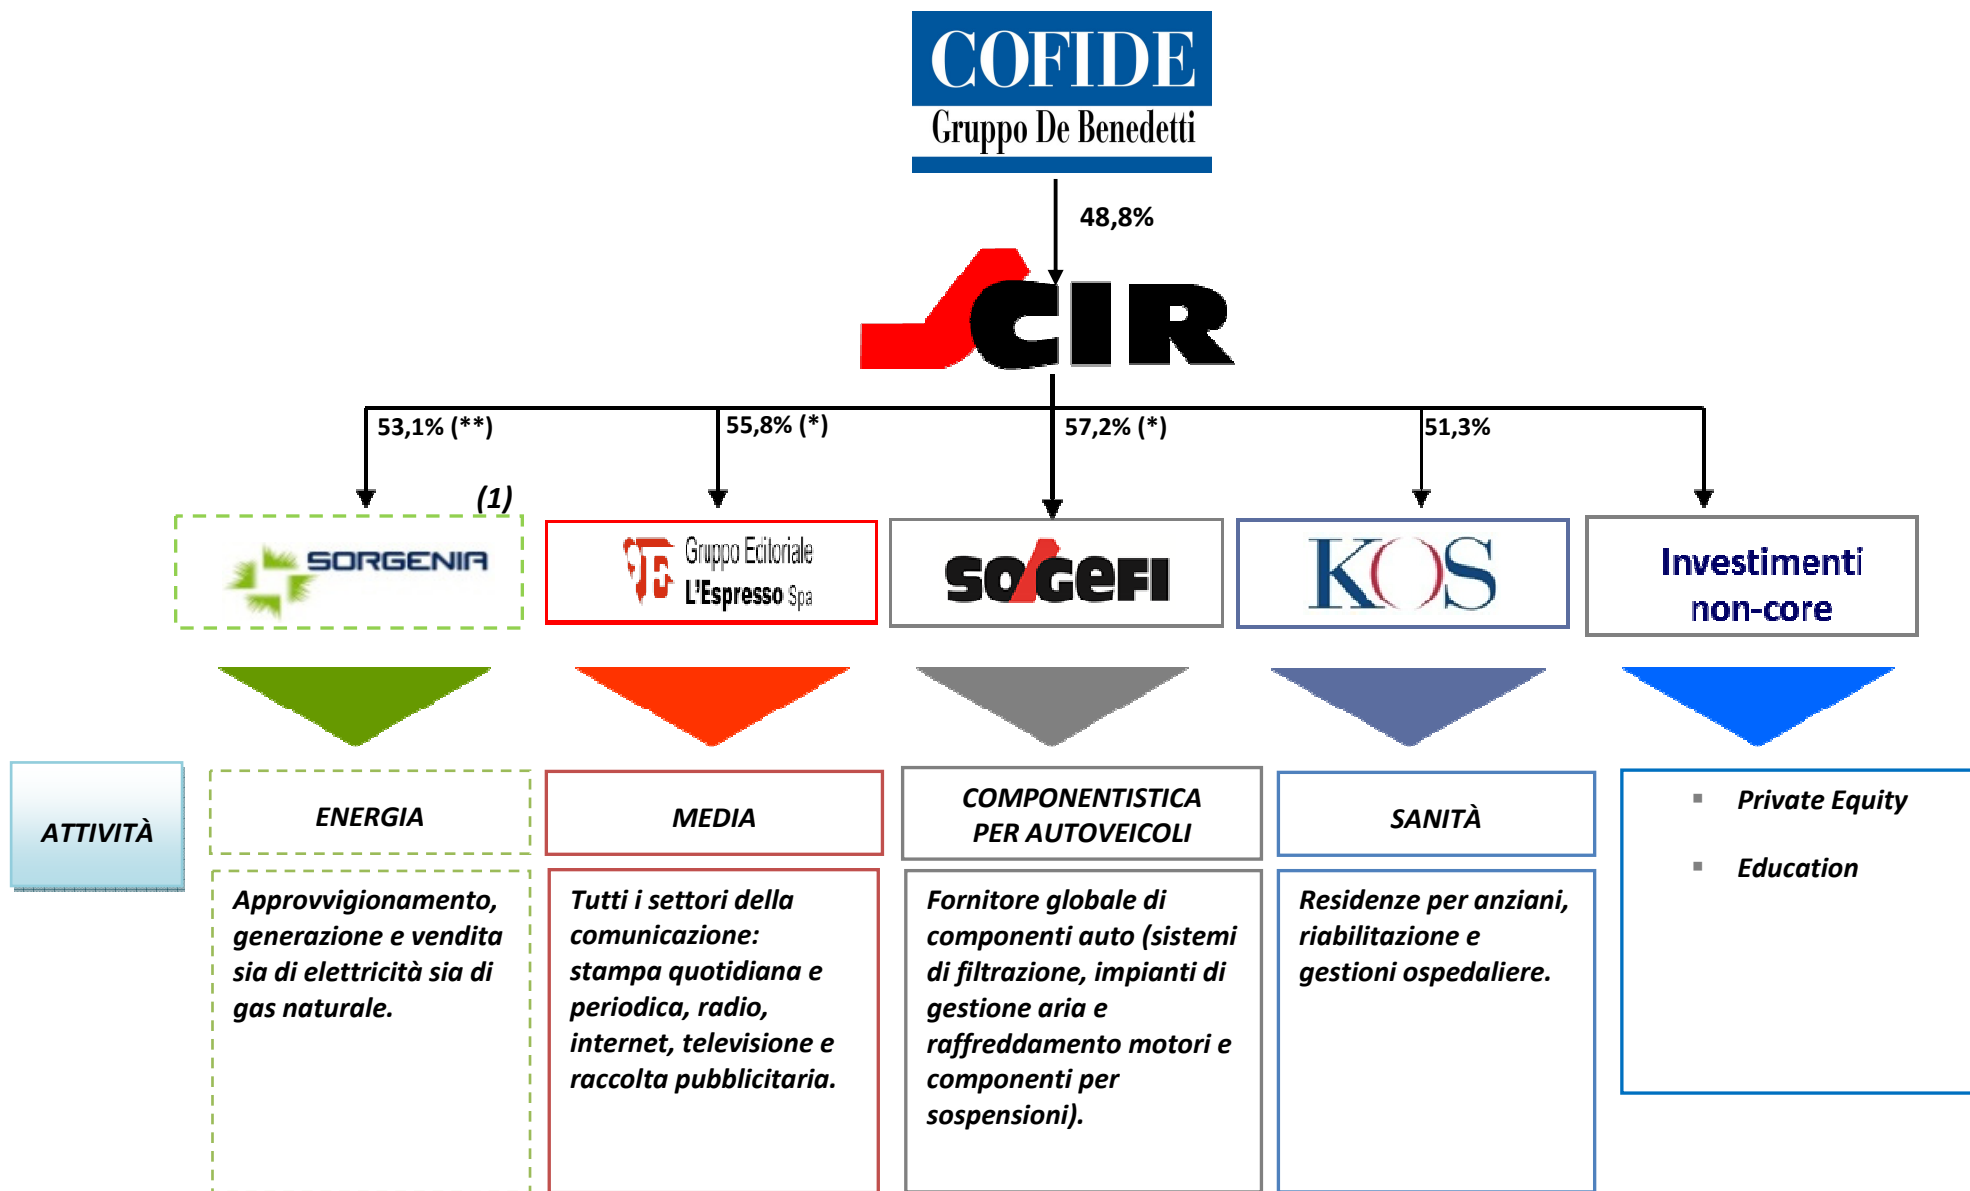 COFIDE
Gruppo De Benedetti
48,8%
CIR
53,1% (**)
55,8% (*)
57,2% (*)
51,3%
(1)
SORGENIA
Gruppo Editoriale
L'Espresso Spa
SOGEFI
KOS
Investimenti
non-core
ATTIVITÀ
ENERGIA
MEDIA
COMPONENTISTICA
PER AUTOVEICOLI
SANITÀ
▪ Private Equity
▪ Education
Approvvigionamento,
generazione e vendita
sia di elettricità sia di
gas naturale.
Tutti i settori della
comunicazione:
stampa quotidiana e
periodica, radio,
internet, televisione e
raccolta pubblicitaria.
Fornitore globale di
componenti auto (sistemi
di filtrazione, impianti di
gestione aria e
raffreddamento motori e
componenti per
sospensioni).
Residenze per anziani,
riabilitazione e
gestioni ospedaliere.